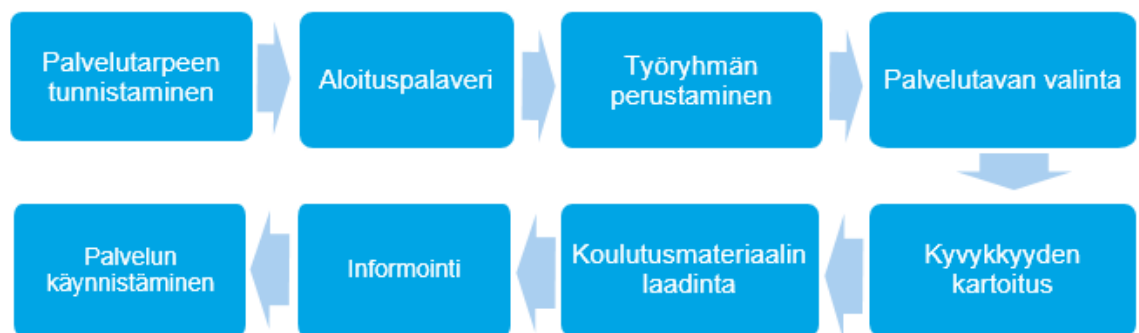 Palvelutarpeen
tunnistaminen
Aloituspalaveri
Työryhmän
perustaminen
Palvelutavan valinta
Kyvykkyyden
kartoitus
Koulutusmateriaalin
laadinta
Informointi
Palvelun
käynnistäminen